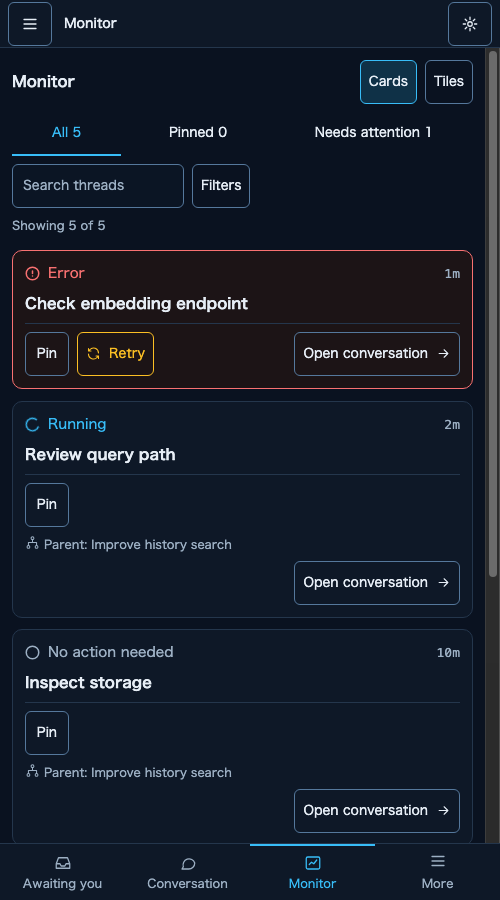 Monitor
Monitor
Cards
Tiles
All 5
Pinned 0
Needs attention 1
Search threads
Filters
Showing 5 of 5
Error
1m
Check embedding endpoint
Pin
Retry
Open conversation →
Running
2m
Review query path
Pin
Parent: Improve history search
Open conversation →
No action needed
10m
Inspect storage
Pin
Parent: Improve history search
Open conversation →
Awaiting you
Conversation
Monitor
More